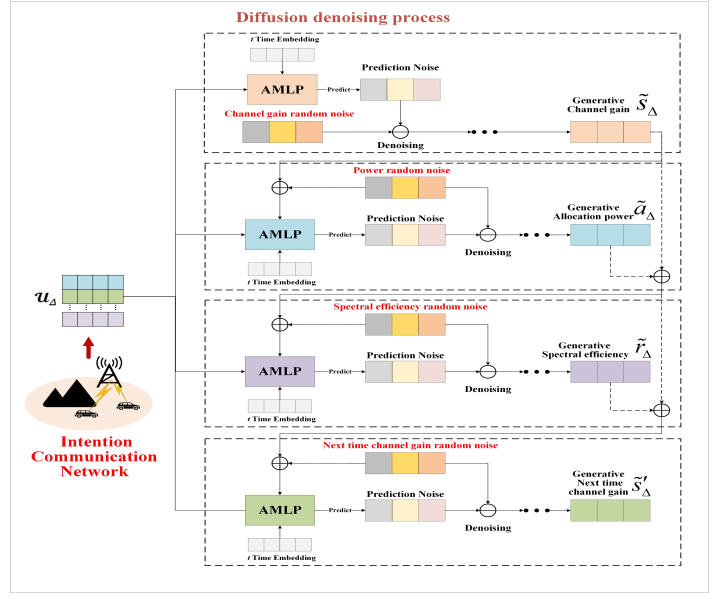 Diffusion denoising process
t Time Embedding
AMLP
Predict
Prediction Noise
Channel gain random noise
Denoising
Generative
Channel gain
s̃Δ
Power random noise
AMLP
Predict
Prediction Noise
Denoising
Generative
Allocation power
ãΔ
t Time Embedding
uΔ
Spectral efficiency random noise
AMLP
Predict
Prediction Noise
Denoising
Generative
Spectral efficiency
r̃Δ
t Time Embedding
Intention
Communication
Network
Next time channel gain random noise
AMLP
Predict
Prediction Noise
Denoising
Generative
Next time
channel gain
s̃′Δ
t Time Embedding